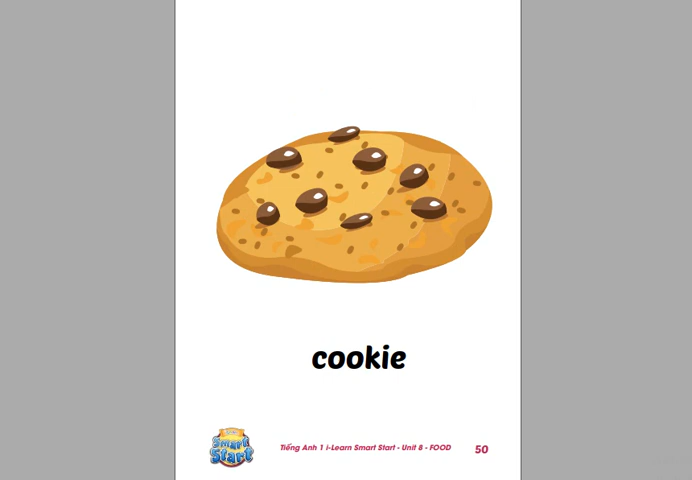 cookie
Smart
Start
Tiếng Anh 1 i-Learn Smart Start - Unit 8 - FOOD
50